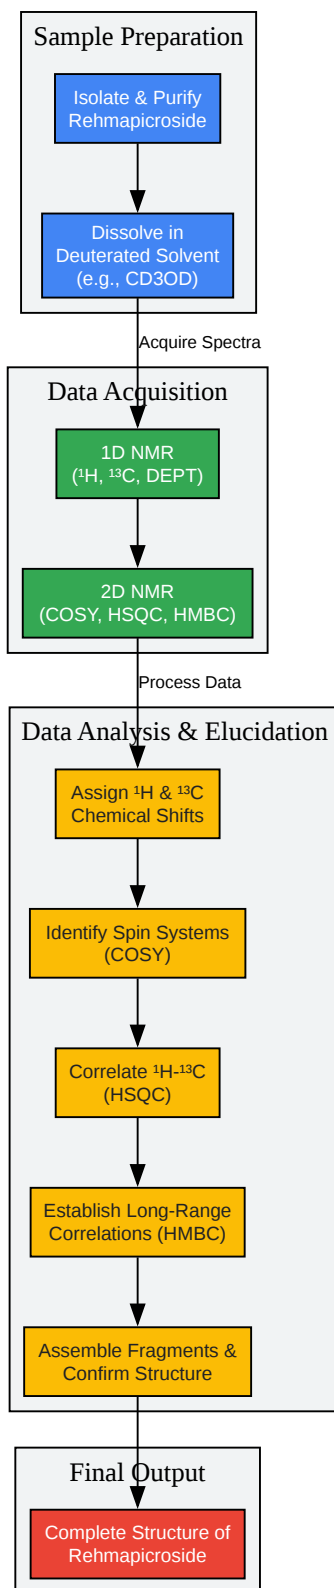 Sample Preparation
Isolate & Purify
Rehmapicroside
Dissolve in
Deuterated Solvent
(e.g., CD3OD)
Acquire Spectra
Data Acquisition
1D NMR
(¹H, ¹³C, DEPT)
2D NMR
(COSY, HSQC, HMBC)
Process Data
Data Analysis & Elucidation
Assign ¹H & ¹³C
Chemical Shifts
Identify Spin Systems
(COSY)
Correlate ¹H-¹³C
(HSQC)
Establish Long-Range
Correlations (HMBC)
Assemble Fragments &
Confirm Structure
Final Output
Complete Structure of
Rehmapicroside